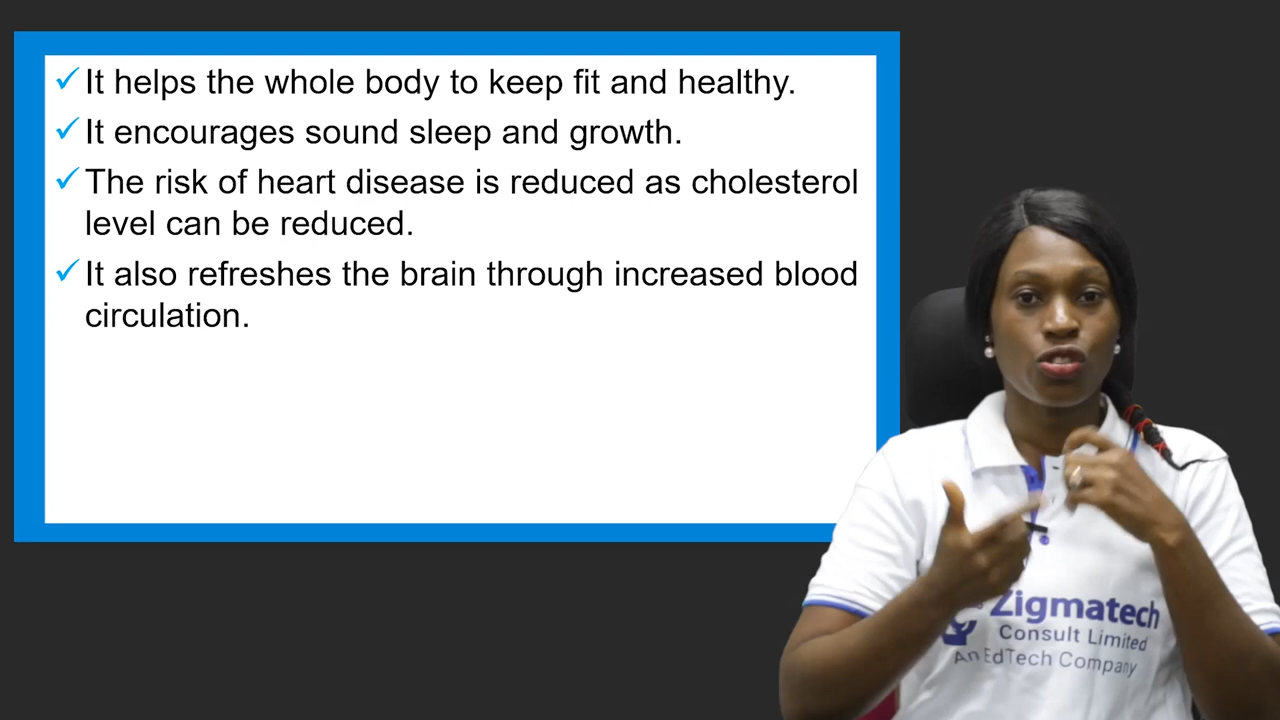 It helps the whole body to keep fit and healthy.
It encourages sound sleep and growth.
The risk of heart disease is reduced as cholesterol
level can be reduced.
It also refreshes the brain through increased blood
circulation.
Zigmatech
Consult Limited
An EdTech Company